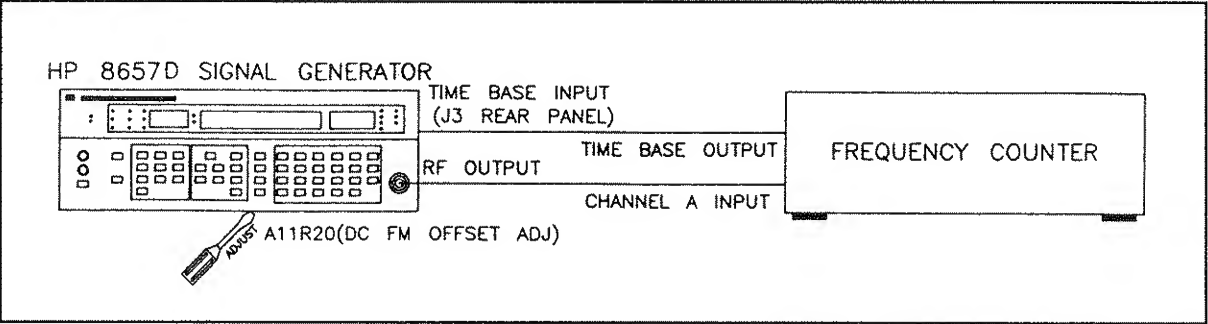 HP 8657D SIGNAL GENERATOR
TIME BASE INPUT
(J3 REAR PANEL)
TIME BASE OUTPUT
FREQUENCY COUNTER
RF OUTPUT
CHANNEL A INPUT
ADJUST
A11R20(DC FM OFFSET ADJ)